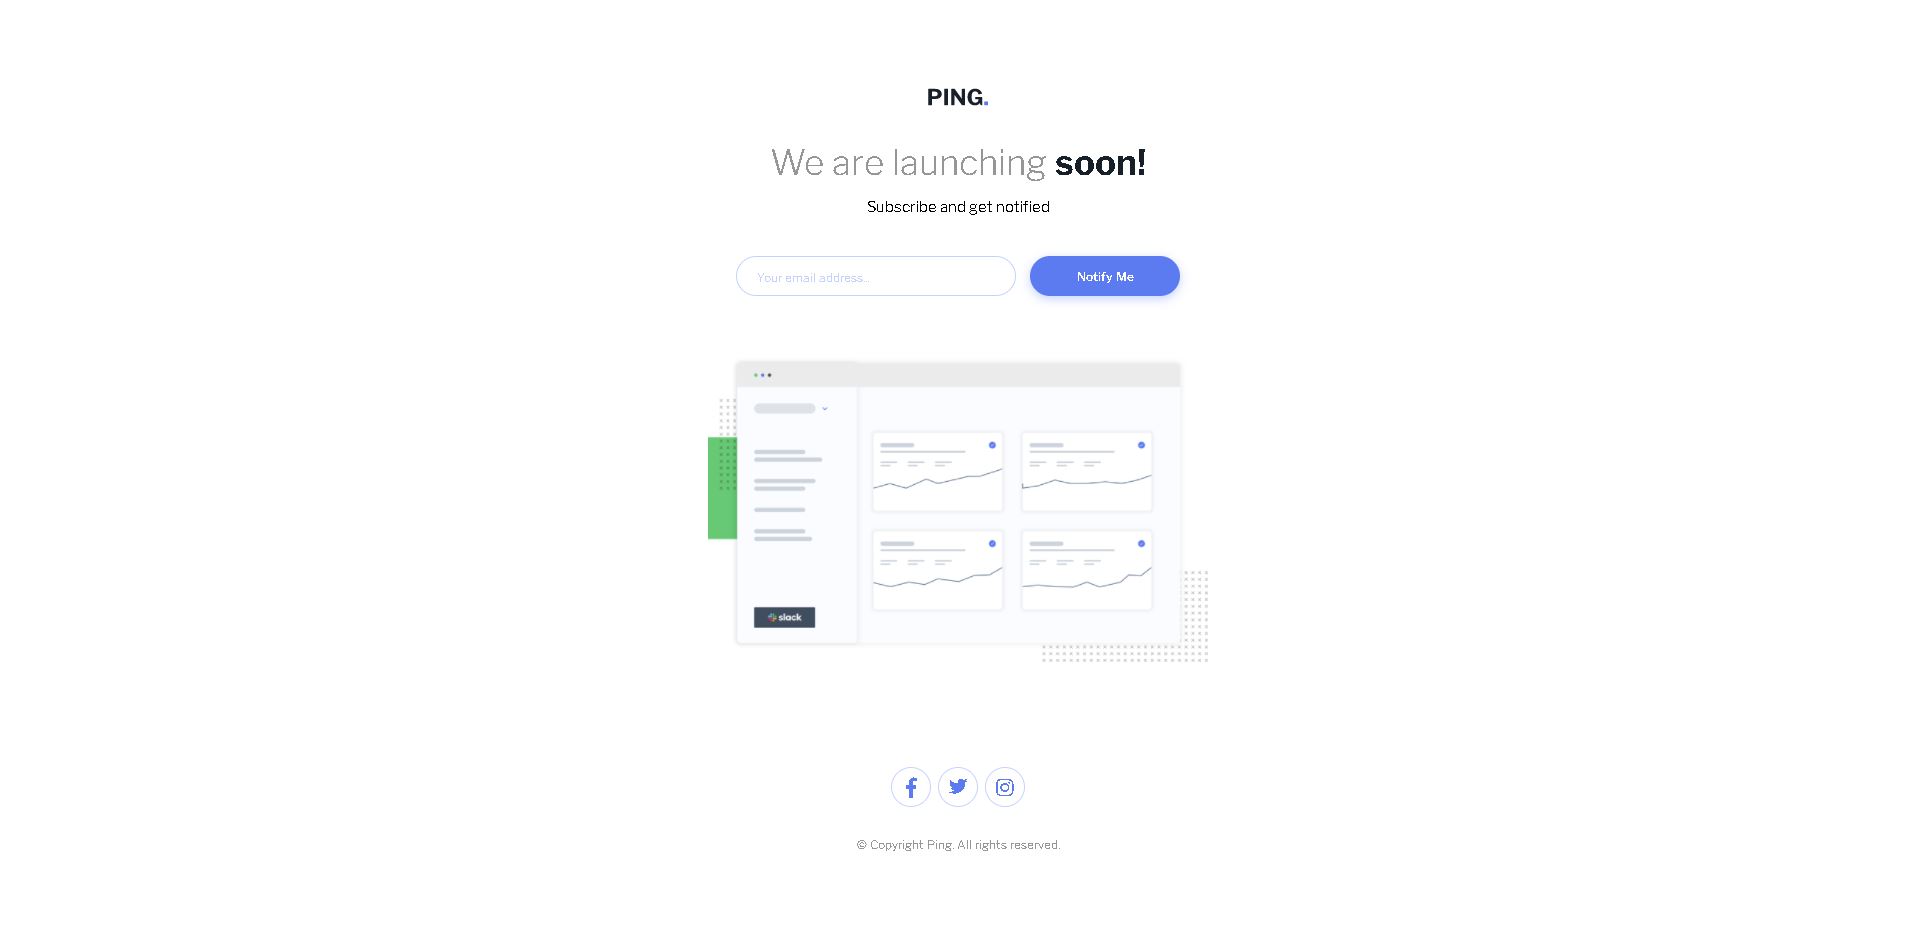 PING.
We are launching soon!
Subscribe and get notified
Your email address...
Notify Me
slack
© Copyright Ping. All rights reserved.